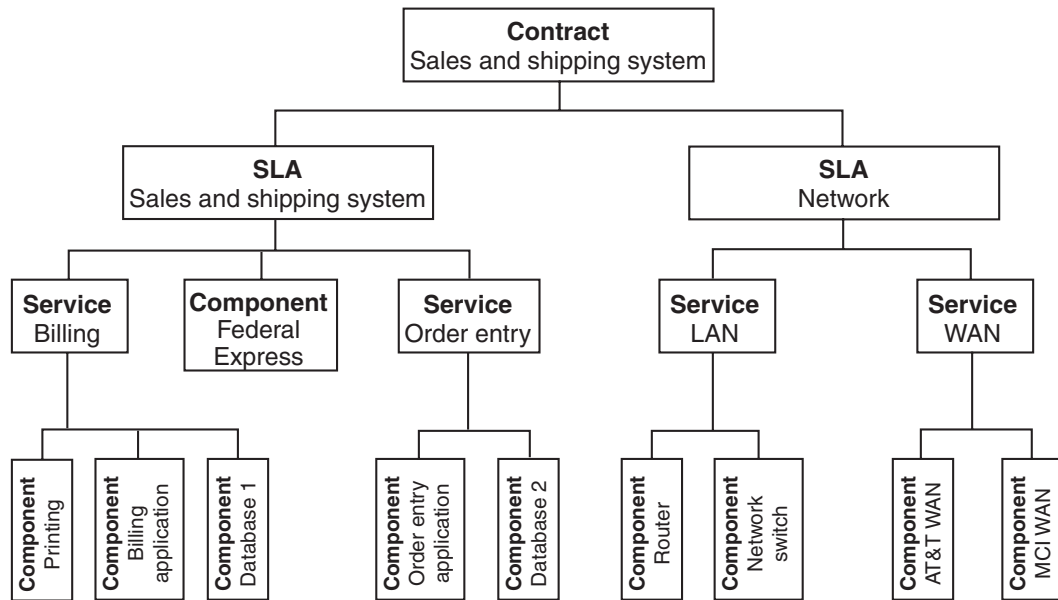 Contract
Sales and shipping system
SLA
Sales and shipping system
SLA
Network
Service
Billing
Component
Federal
Express
Service
Order entry
Service
LAN
Service
WAN
Component
Printing
Component
Billing
application
Component
Database 1
Component
Order entry
application
Component
Database 2
Component
Router
Component
Network
switch
Component
AT&T WAN
Component
MCI WAN